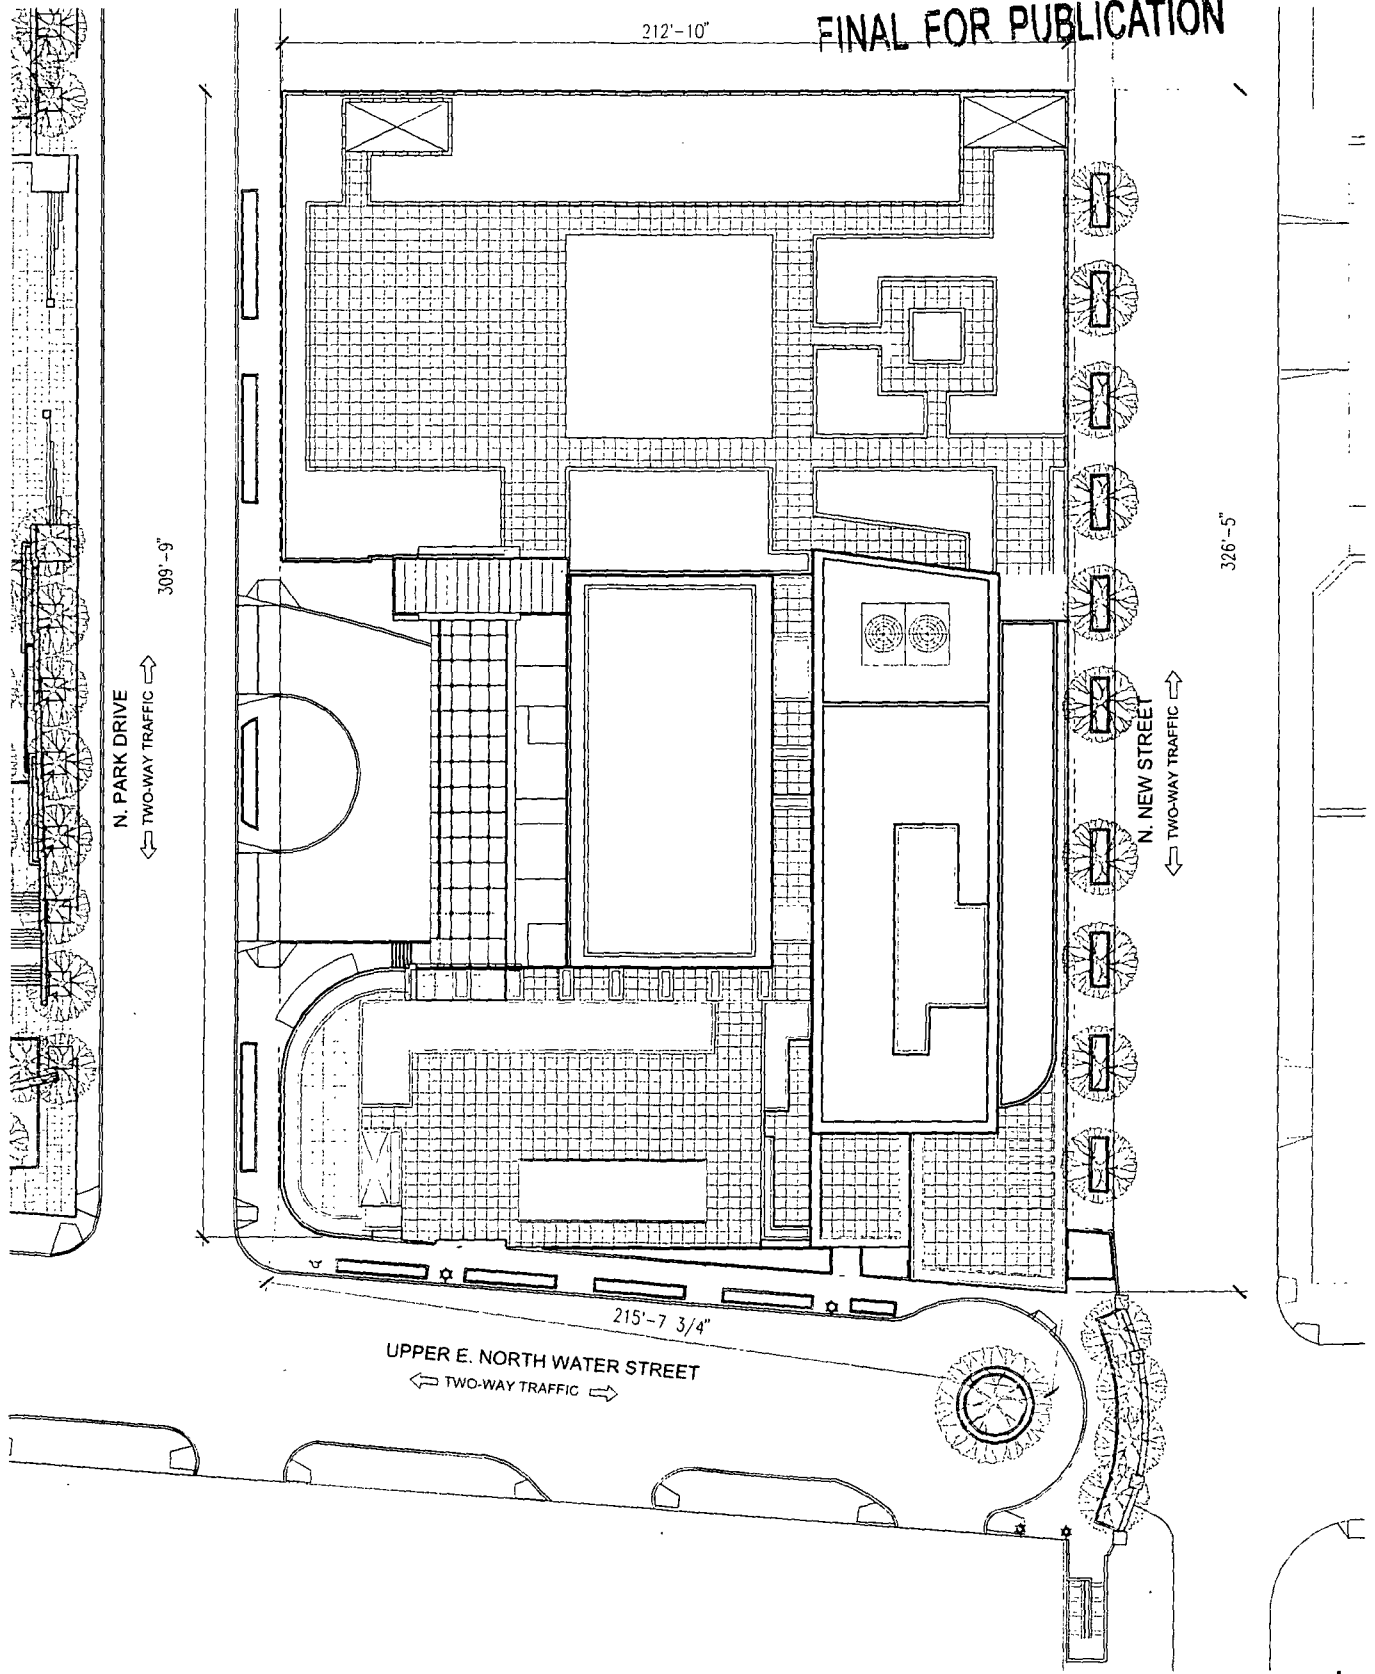 FINAL FOR PUBLICATION
212'-10"
309'-9"
326'-5"
N. PARK DRIVE
TWO-WAY TRAFFIC
N. NEW STREET
TWO-WAY TRAFFIC
215'-7 3/4"
UPPER E. NORTH WATER STREET
TWO-WAY TRAFFIC